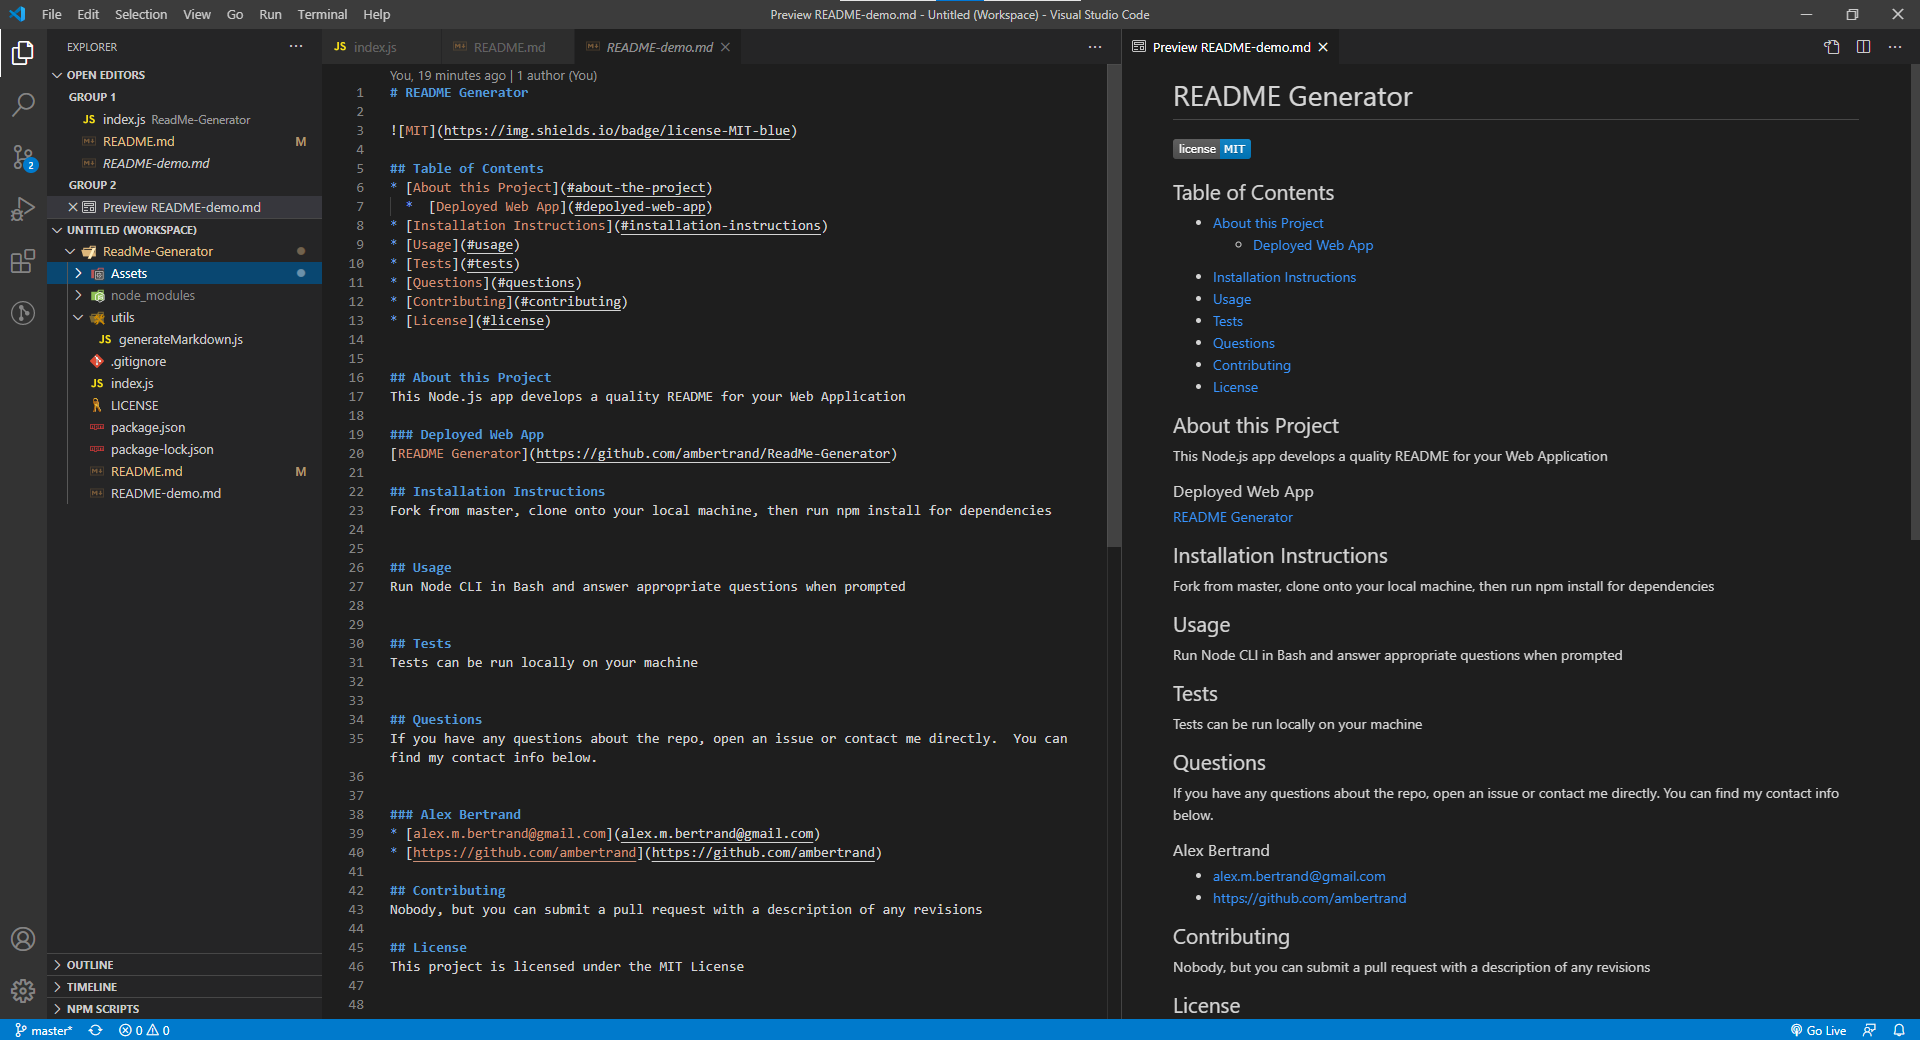 File Edit Selection View Go Run Terminal Help
Preview README-demo.md - Untitled (Workspace) - Visual Studio Code
EXPLORER
OPEN EDITORS
GROUP 1
JS index.js ReadMe-Generator
README.md M
README-demo.md
GROUP 2
Preview README-demo.md
UNTITLED (WORKSPACE)
ReadMe-Generator
Assets
node_modules
utils
JS generateMarkdown.js
.gitignore
JS index.js
LICENSE
package.json
package-lock.json
README.md M
README-demo.md
OUTLINE
TIMELINE
NPM SCRIPTS
2
JS index.js
README.md
README-demo.md
You, 19 minutes ago | 1 author (You)
1 # README Generator
2
3 ![MIT](https://img.shields.io/badge/license-MIT-blue)
4
5 ## Table of Contents
6 * [About this Project](#about-the-project)
7 * [Deployed Web App](#depolyed-web-app)
8 * [Installation Instructions](#installation-instructions)
9 * [Usage](#usage)
10 * [Tests](#tests)
11 * [Questions](#questions)
12 * [Contributing](#contributing)
13 * [License](#license)
14
15
16 ## About this Project
17 This Node.js app develops a quality README for your Web Application
18
19 ### Deployed Web App
20 [README Generator](https://github.com/ambertrand/ReadMe-Generator)
21
22 ## Installation Instructions
23 Fork from master, clone onto your local machine, then run npm install for dependencies
24
25
26 ## Usage
27 Run Node CLI in Bash and answer appropriate questions when prompted
28
29
30 ## Tests
31 Tests can be run locally on your machine
32
33
34 ## Questions
35 If you have any questions about the repo, open an issue or contact me directly.  You can
find my contact info below.
36
37
38 ### Alex Bertrand
39 * [alex.m.bertrand@gmail.com](alex.m.bertrand@gmail.com)
40 * [https://github.com/ambertrand](https://github.com/ambertrand)
41
42 ## Contributing
43 Nobody, but you can submit a pull request with a description of any revisions
44
45 ## License
46 This project is licensed under the MIT License
47
48
Preview README-demo.md
README Generator
license MIT
Table of Contents
• About this Project
◦ Deployed Web App
• Installation Instructions
• Usage
• Tests
• Questions
• Contributing
• License
About this Project
This Node.js app develops a quality README for your Web Application
Deployed Web App
README Generator
Installation Instructions
Fork from master, clone onto your local machine, then run npm install for dependencies
Usage
Run Node CLI in Bash and answer appropriate questions when prompted
Tests
Tests can be run locally on your machine
Questions
If you have any questions about the repo, open an issue or contact me directly. You can find my contact info
below.
Alex Bertrand
• alex.m.bertrand@gmail.com
• https://github.com/ambertrand
Contributing
Nobody, but you can submit a pull request with a description of any revisions
License
master* 0 0
Go Live